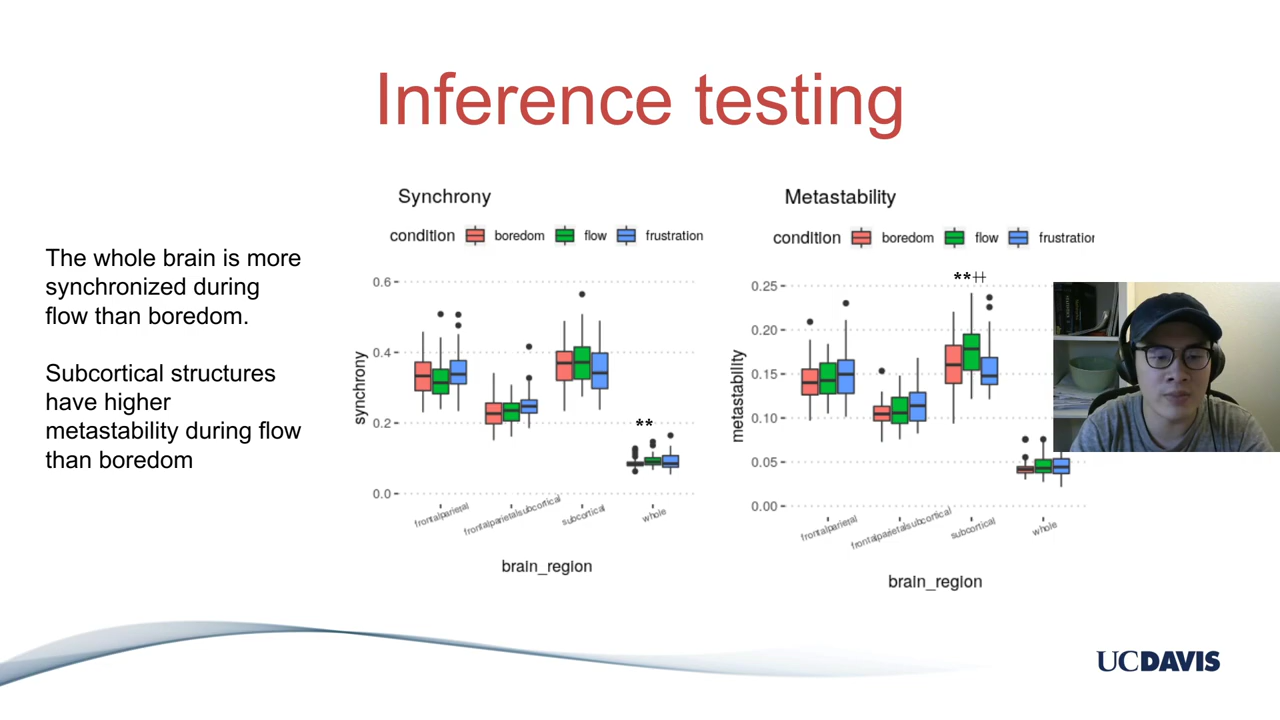 Inference testing
The whole brain is more
synchronized during
flow than boredom.
Subcortical structures
have higher
metastability during flow
than boredom
Synchrony
condition boredom flow frustration
synchrony
0.6
0.4
0.2
0.0
**
frontalparietal
frontalparietalsubcortical
subcortical
whole
brain_region
Metastability
condition boredom flow frustration
metastability
0.25
0.20
0.15
0.10
0.05
0.00
**‡‡
frontalparietal
frontalparietalsubcortical
subcortical
whole
brain_region
UCDAVIS